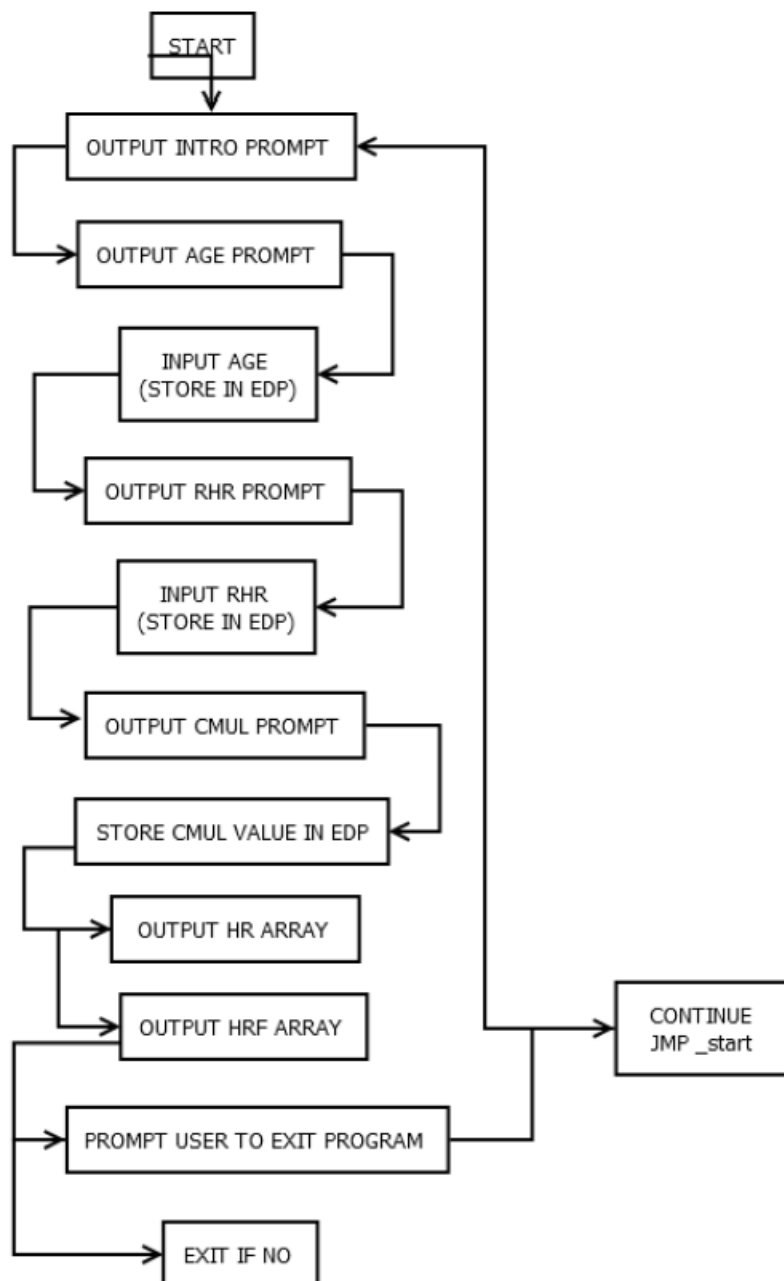 START
OUTPUT INTRO PROMPT
OUTPUT AGE PROMPT
INPUT AGE
(STORE IN EDP)
OUTPUT RHR PROMPT
INPUT RHR
(STORE IN EDP)
OUTPUT CMUL PROMPT
STORE CMUL VALUE IN EDP
OUTPUT HR ARRAY
OUTPUT HRF ARRAY
CONTINUE
JMP _start
PROMPT USER TO EXIT PROGRAM
EXIT IF NO